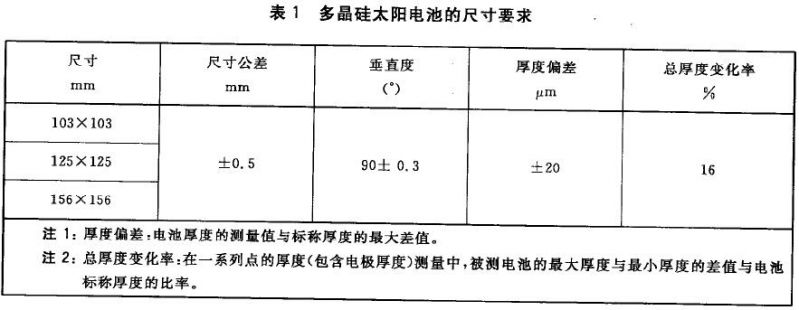 表 1 多晶硅太阳电池的尺寸要求
尺寸 mm 尺寸公差 mm 垂直度 (°) 厚度偏差 μm 总厚度变化率 %
103×103
125×125 ±0.5 90± 0.3 ±20 16
156×156
注 1：厚度偏差：电池厚度的测量值与标称厚度的最大差值。
注 2：总厚度变化率：在一系列点的厚度(包含电极厚度)测量中，被测电池的最大厚度与最小厚度的差值与电池
标称厚度的比率。